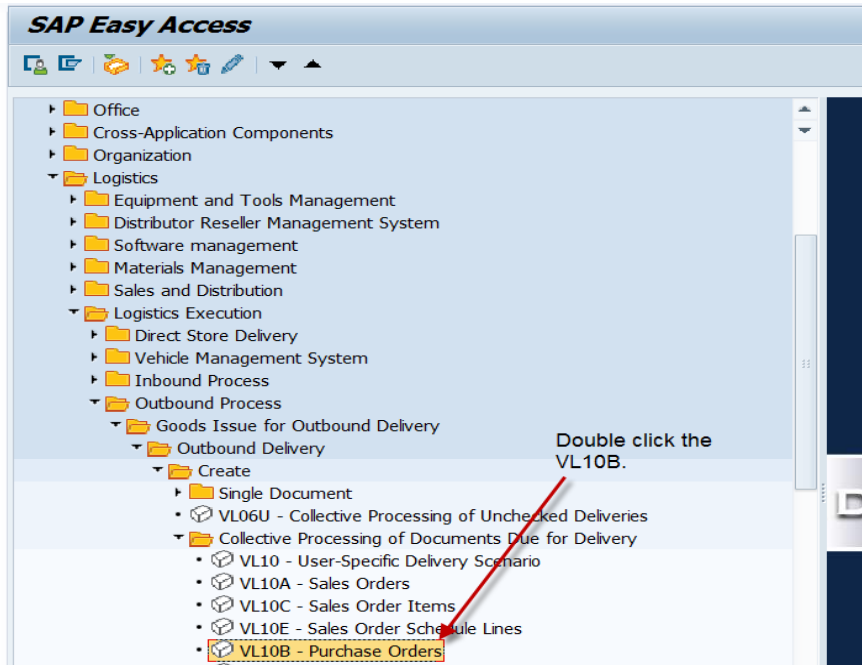 SAP Easy Access
Office
Cross-Application Components
Organization
Logistics
Equipment and Tools Management
Distributor Reseller Management System
Software management
Materials Management
Sales and Distribution
Logistics Execution
Direct Store Delivery
Vehicle Management System
Inbound Process
Outbound Process
Goods Issue for Outbound Delivery
Outbound Delivery
Create
Single Document
VL06U - Collective Processing of Unchecked Deliveries
Collective Processing of Documents Due for Delivery
VL10 - User-Specific Delivery Scenario
VL10A - Sales Orders
VL10C - Sales Order Items
VL10E - Sales Order Schedule Lines
VL10B - Purchase Orders
Double click the
VL10B.